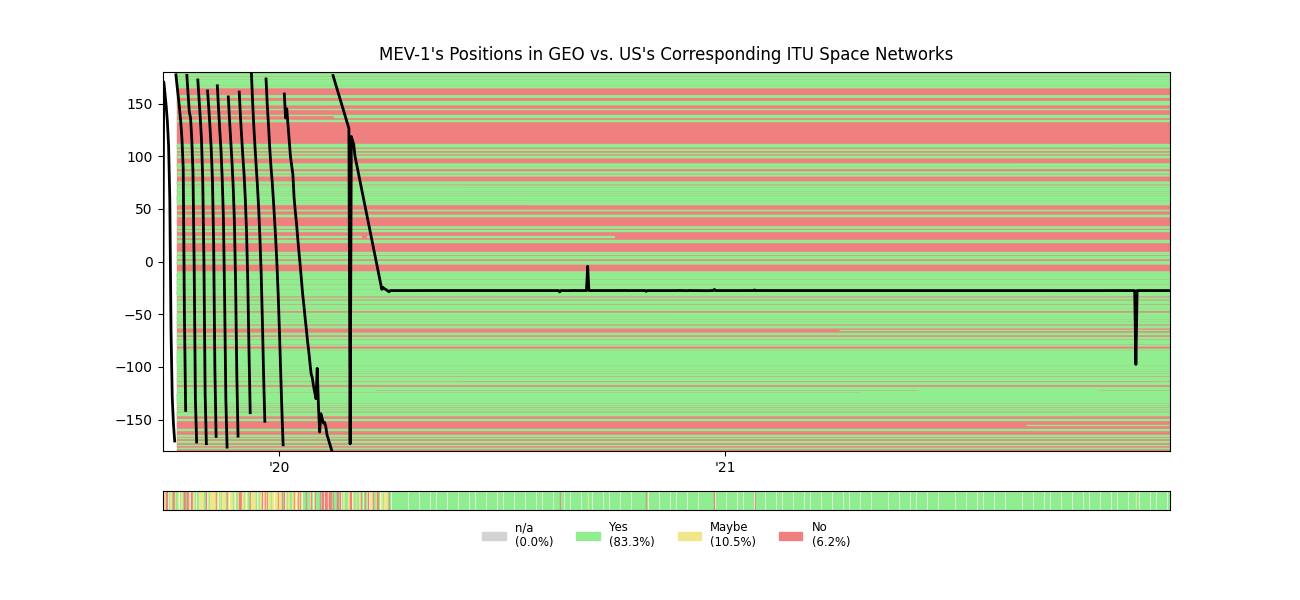 MEV-1's Positions in GEO vs. US's Corresponding ITU Space Networks
150
100
50
0
−50
−100
−150
'20
'21
n/a
(0.0%)
Yes
(83.3%)
Maybe
(10.5%)
No
(6.2%)